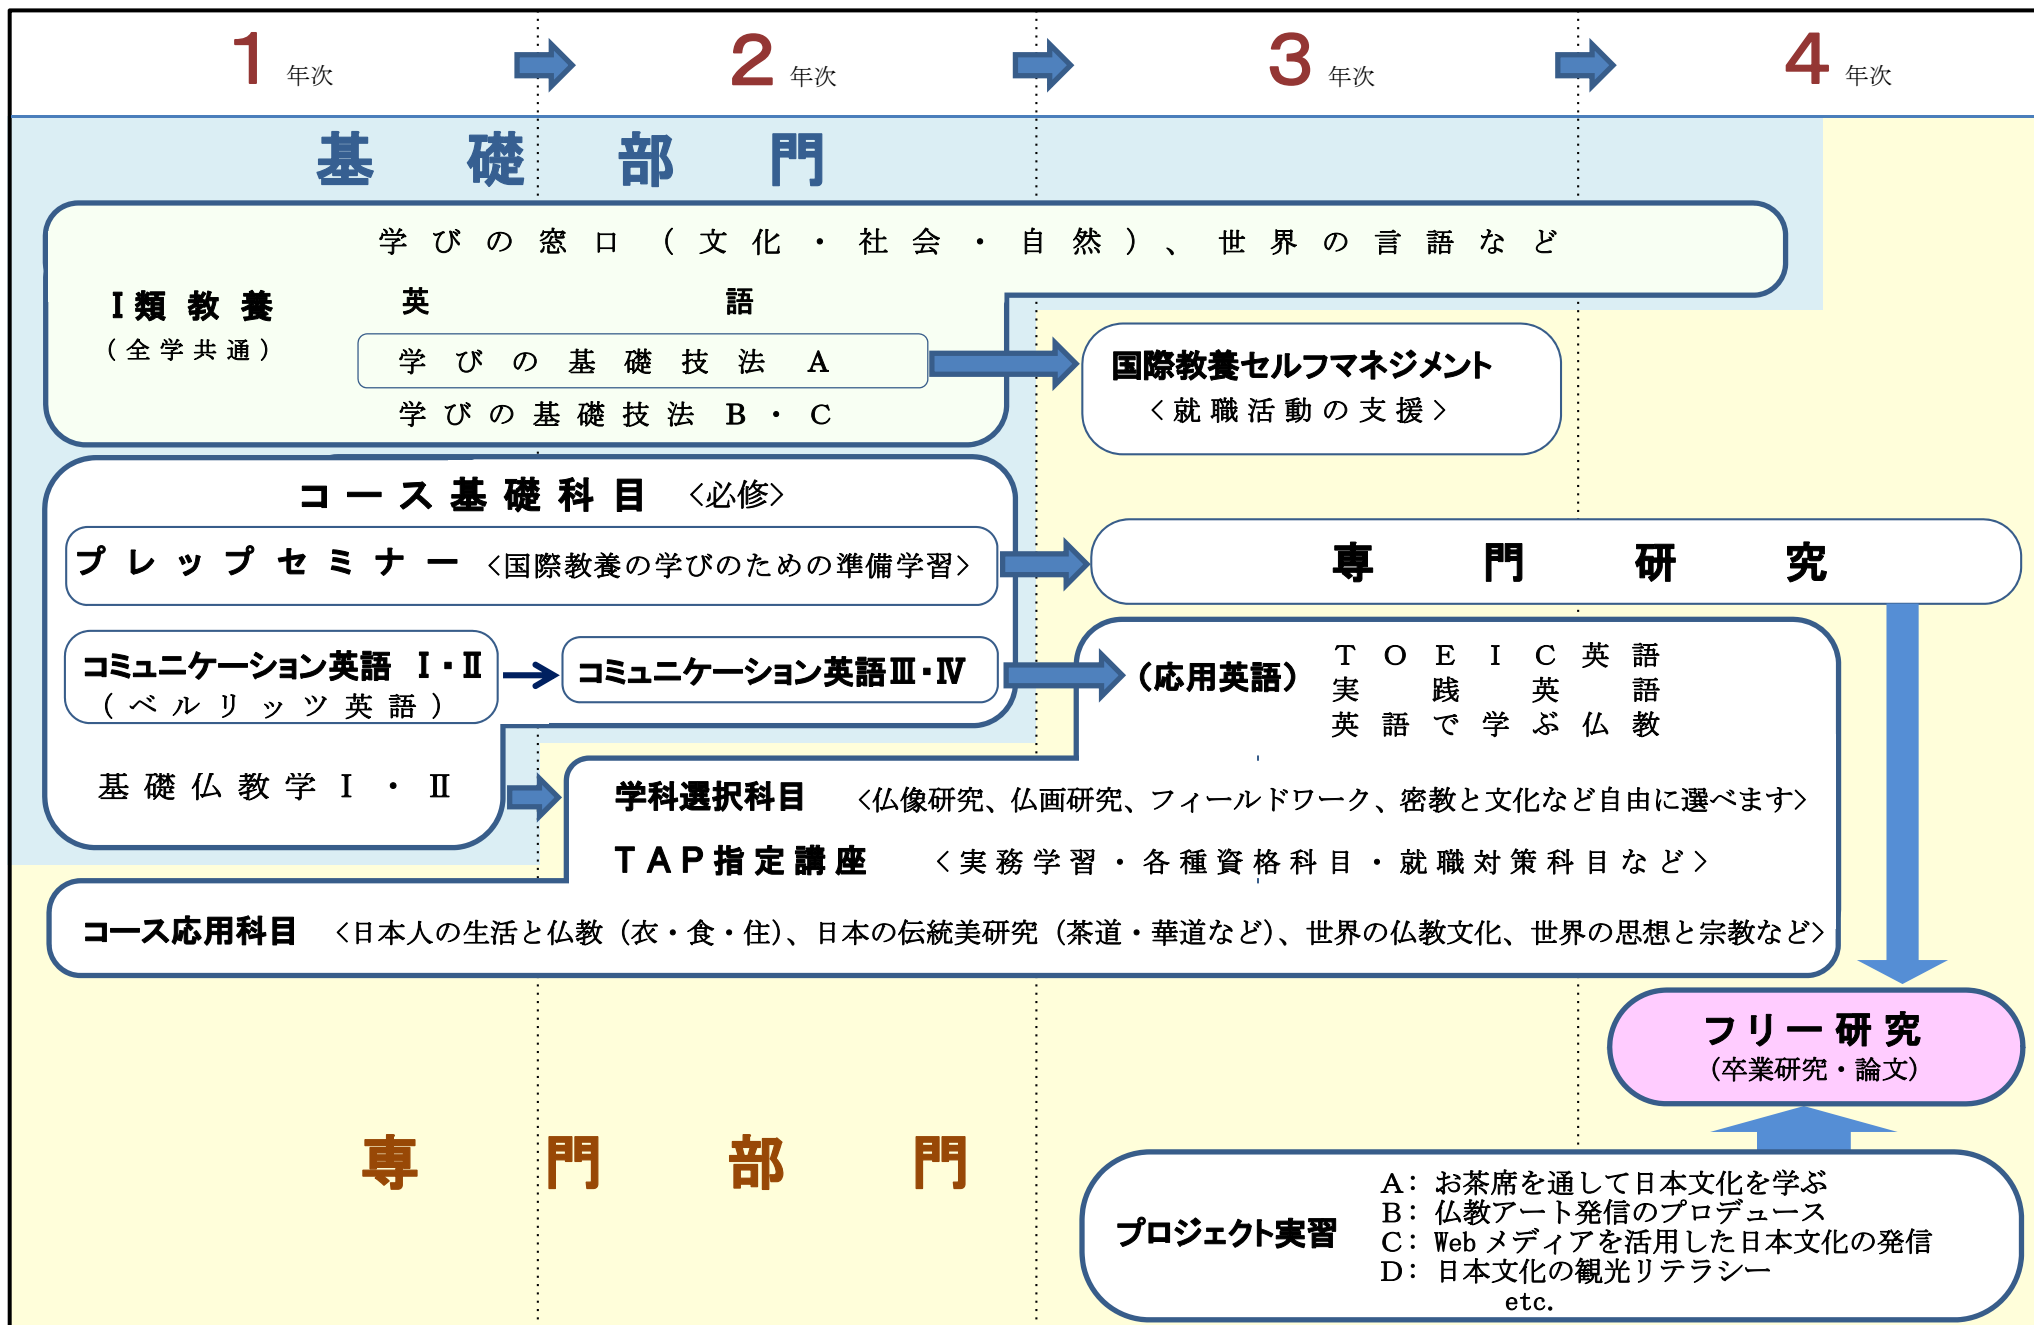 1年次 2年次 3年次 4年次
基礎部門
学びの窓口（文化・社会・自然）、世界の言語など
Ⅰ類教養
（全学共通）
英語
学びの基礎技法A
学びの基礎技法B・C
国際教養セルフマネジメント
＜就職活動の支援＞
コース基礎科目 ＜必修＞
プレップセミナー ＜国際教養の学びのための準備学習＞
専門研究
コミュニケーション英語 Ⅰ・Ⅱ
（ベルリッツ英語）
コミュニケーション英語Ⅲ・Ⅳ
（応用英語）
TOEIC英語
実践英語
英語で学ぶ仏教
基礎仏教学Ⅰ・Ⅱ
学科選択科目 ＜仏像研究、仏画研究、フィールドワーク、密教と文化など自由に選べます＞
TAP指定講座 ＜実務学習・各種資格科目・就職対策科目など＞
コース応用科目 ＜日本人の生活と仏教（衣・食・住）、日本の伝統美研究（茶道・華道など）、世界の仏教文化、世界の思想と宗教など＞
フリー研究
（卒業研究・論文）
専門部門
プロジェクト実習
A：お茶席を通して日本文化を学ぶ
B：仏教アート発信のプロデュース
C：Webメディアを活用した日本文化の発信
D：日本文化の観光リテラシー
etc.